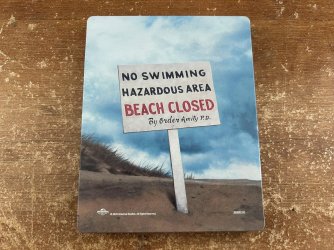 NO SWIMMING
HAZARDOUS AREA
BEACH CLOSED
By Order Amity P.D.